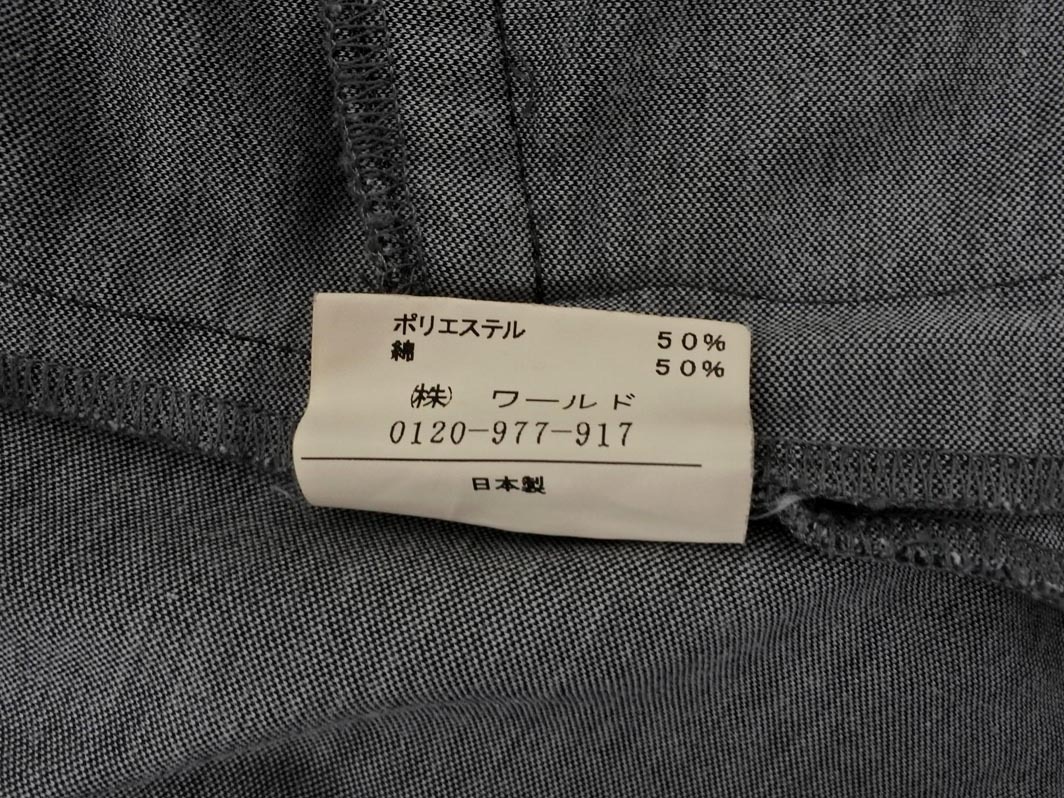 ポリエステル 50%
綿 50%
(株) ワールド
0120-977-917
日本製